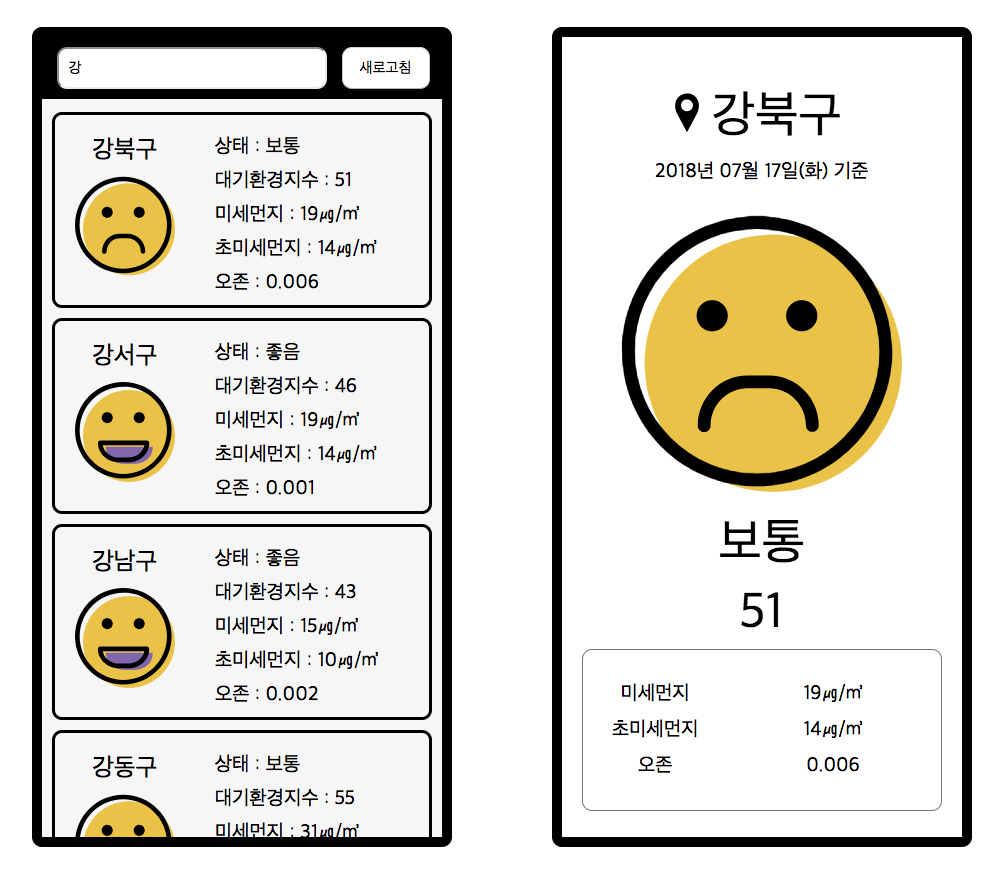 강
새로고침
강북구
상태 : 보통
대기환경지수 : 51
미세먼지 : 19㎍/㎥
초미세먼지 : 14㎍/㎥
오존 : 0.006
강서구
상태 : 좋음
대기환경지수 : 46
미세먼지 : 19㎍/㎥
초미세먼지 : 14㎍/㎥
오존 : 0.001
강남구
상태 : 좋음
대기환경지수 : 43
미세먼지 : 15㎍/㎥
초미세먼지 : 10㎍/㎥
오존 : 0.002
강동구
상태 : 보통
대기환경지수 : 55
미세먼지 : 31㎍/㎥
강북구
2018년 07월 17일(화) 기준
보통
51
미세먼지 19㎍/㎥
초미세먼지 14㎍/㎥
오존 0.006